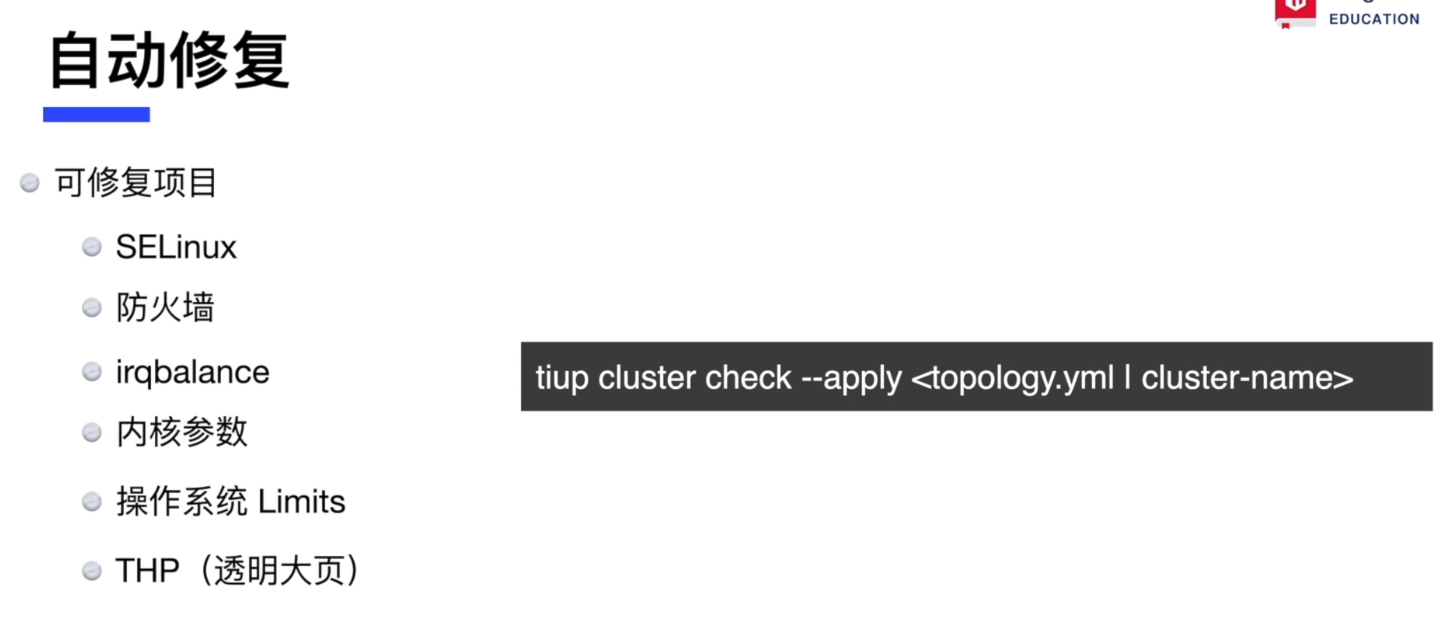 EDUCATION
自动修复
可修复项目
SELinux
防火墙
irqbalance
tiup cluster check --apply <topology.yml | cluster-name>
内核参数
操作系统 Limits
THP（透明大页）